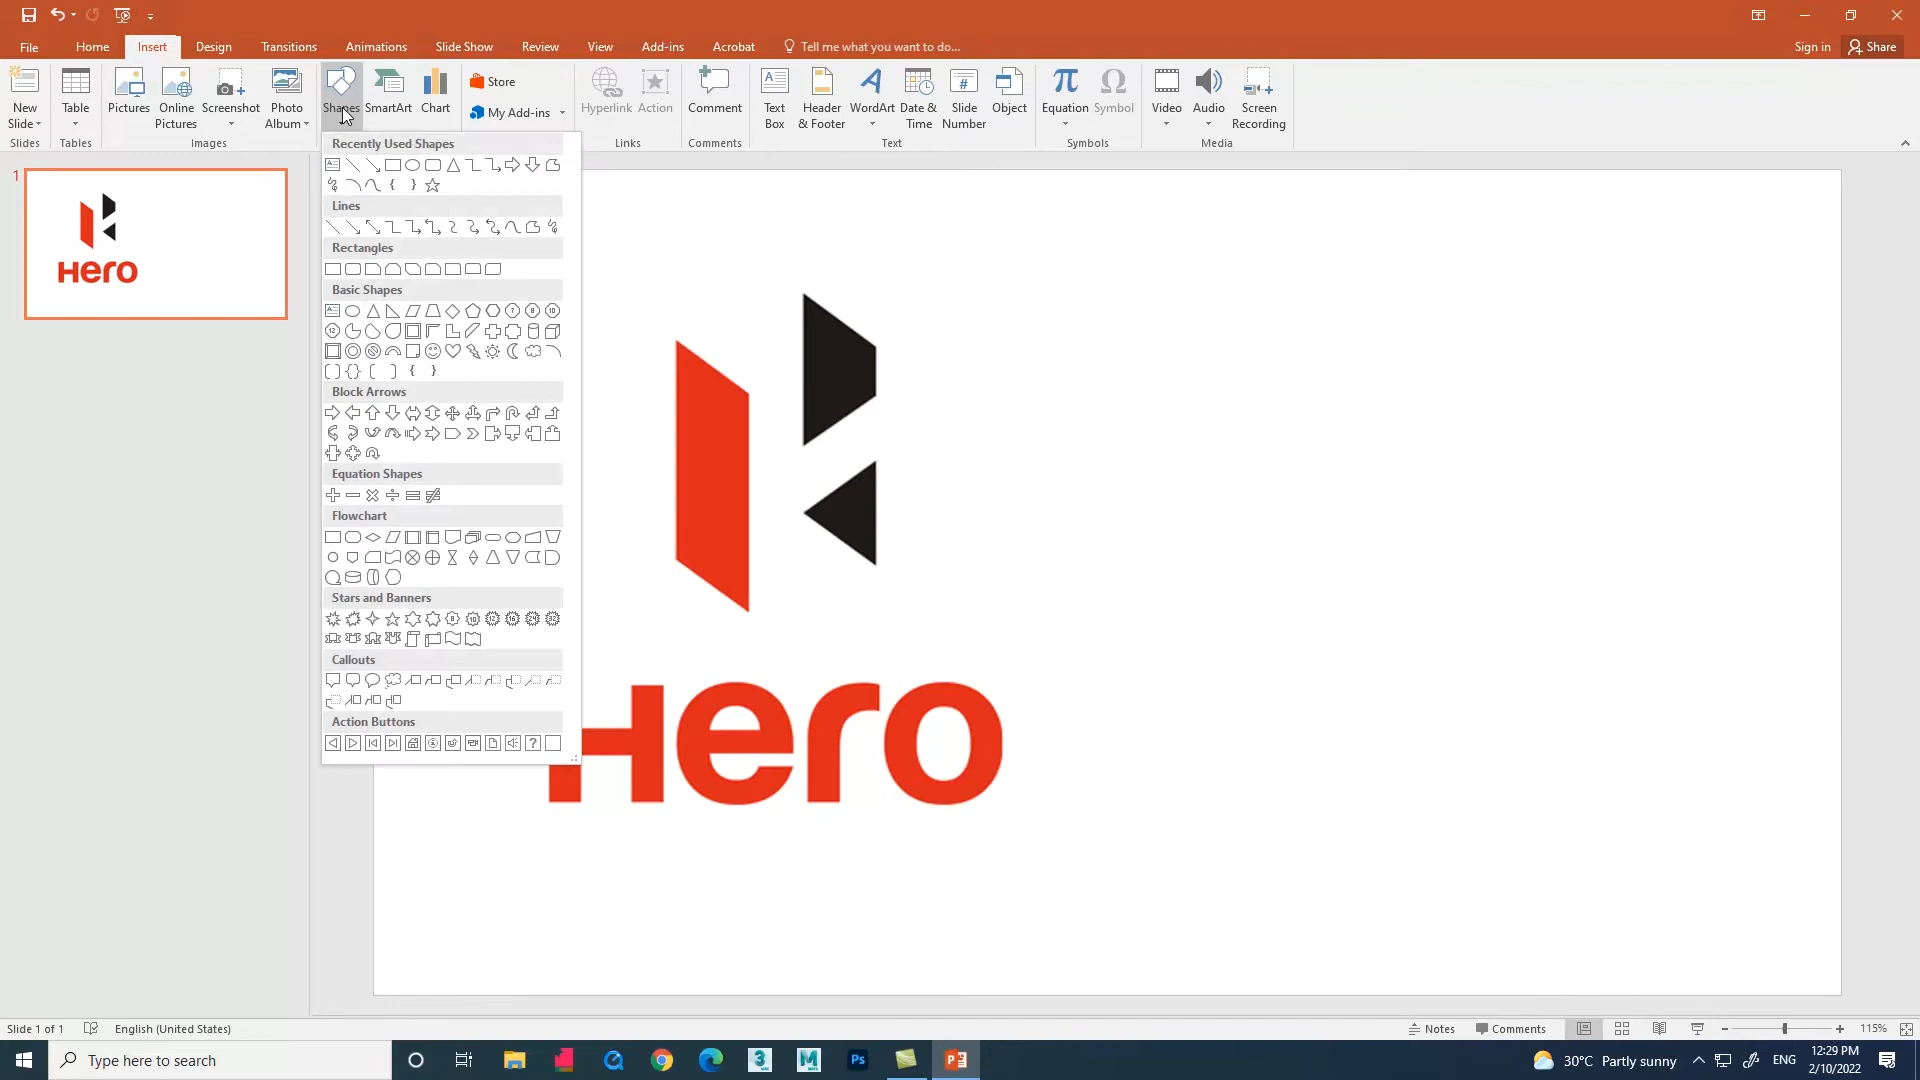 File Home Insert Design Transitions Animations Slide Show Review View Add-ins Acrobat Tell me what you want to do... Sign in Share
New Slide
Table
Pictures
Online Pictures
Screenshot
Photo Album
Shapes
SmartArt
Chart
Store
My Add-ins
Hyperlink
Action
Comment
Text Box
Header & Footer
WordArt
Date & Time
Slide Number
Object
Equation
Symbol
Video
Audio
Screen Recording
Slides Tables Images Links Comments Text Symbols Media
1
Hero
Recently Used Shapes
Lines
Rectangles
Basic Shapes
Block Arrows
Equation Shapes
Flowchart
Stars and Banners
Callouts
Action Buttons
Hero
Slide 1 of 1 English (United States) Notes Comments 115%
Type here to search
Ps
30°C Partly sunny ENG
12:29 PM
2/10/2022